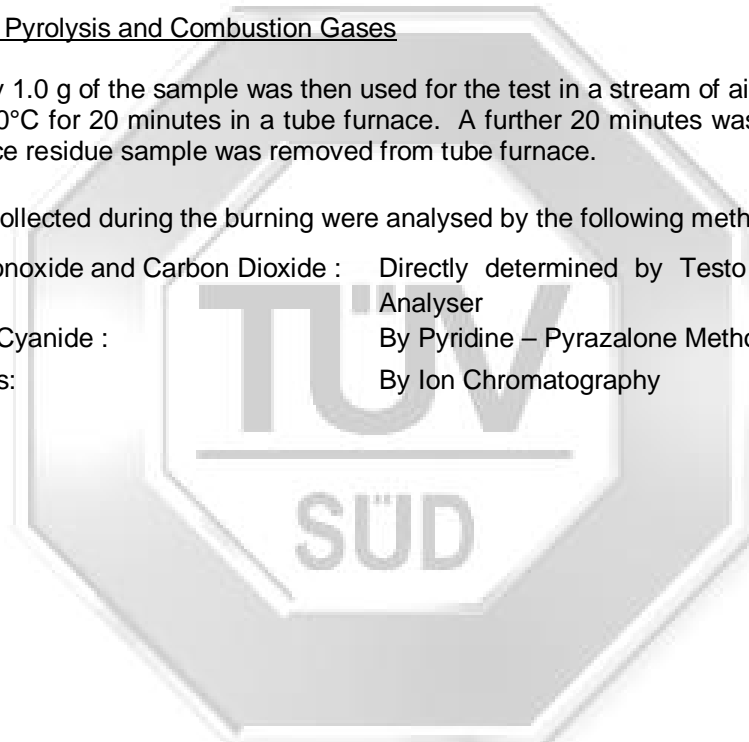 Pyrolysis and Combustion Gases
y 1.0 g of the sample was then used for the test in a stream of ai
0°C for 20 minutes in a tube furnace. A further 20 minutes was
ce residue sample was removed from tube furnace.
ollected during the burning were analysed by the following meth
onoxide and Carbon Dioxide : Directly determined by Testo
Analyser
Cyanide : By Pyridine – Pyrazalone Metho
s: By Ion Chromatography
TÜV
SÜD